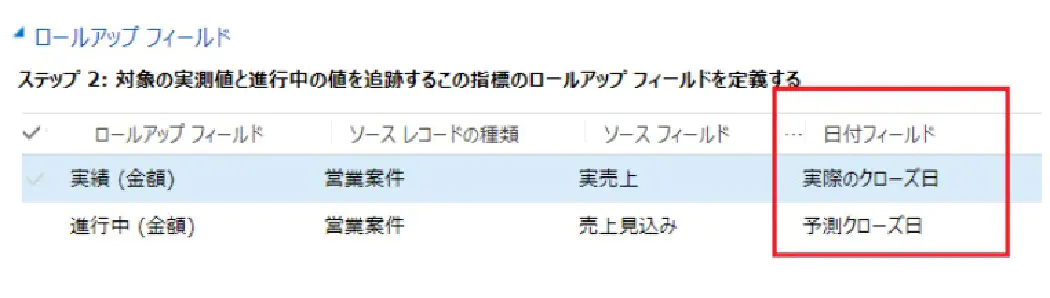 ロールアップ フィールド
ステップ 2: 対象の実測値と進行中の値を追跡するこの指標のロールアップ フィールドを定義する
ロールアップ フィールド ソース レコードの種類 ソース フィールド ... 日付フィールド
実績 (金額) 営業案件 実売上 実際のクローズ日
進行中 (金額) 営業案件 売上見込み 予測クローズ日